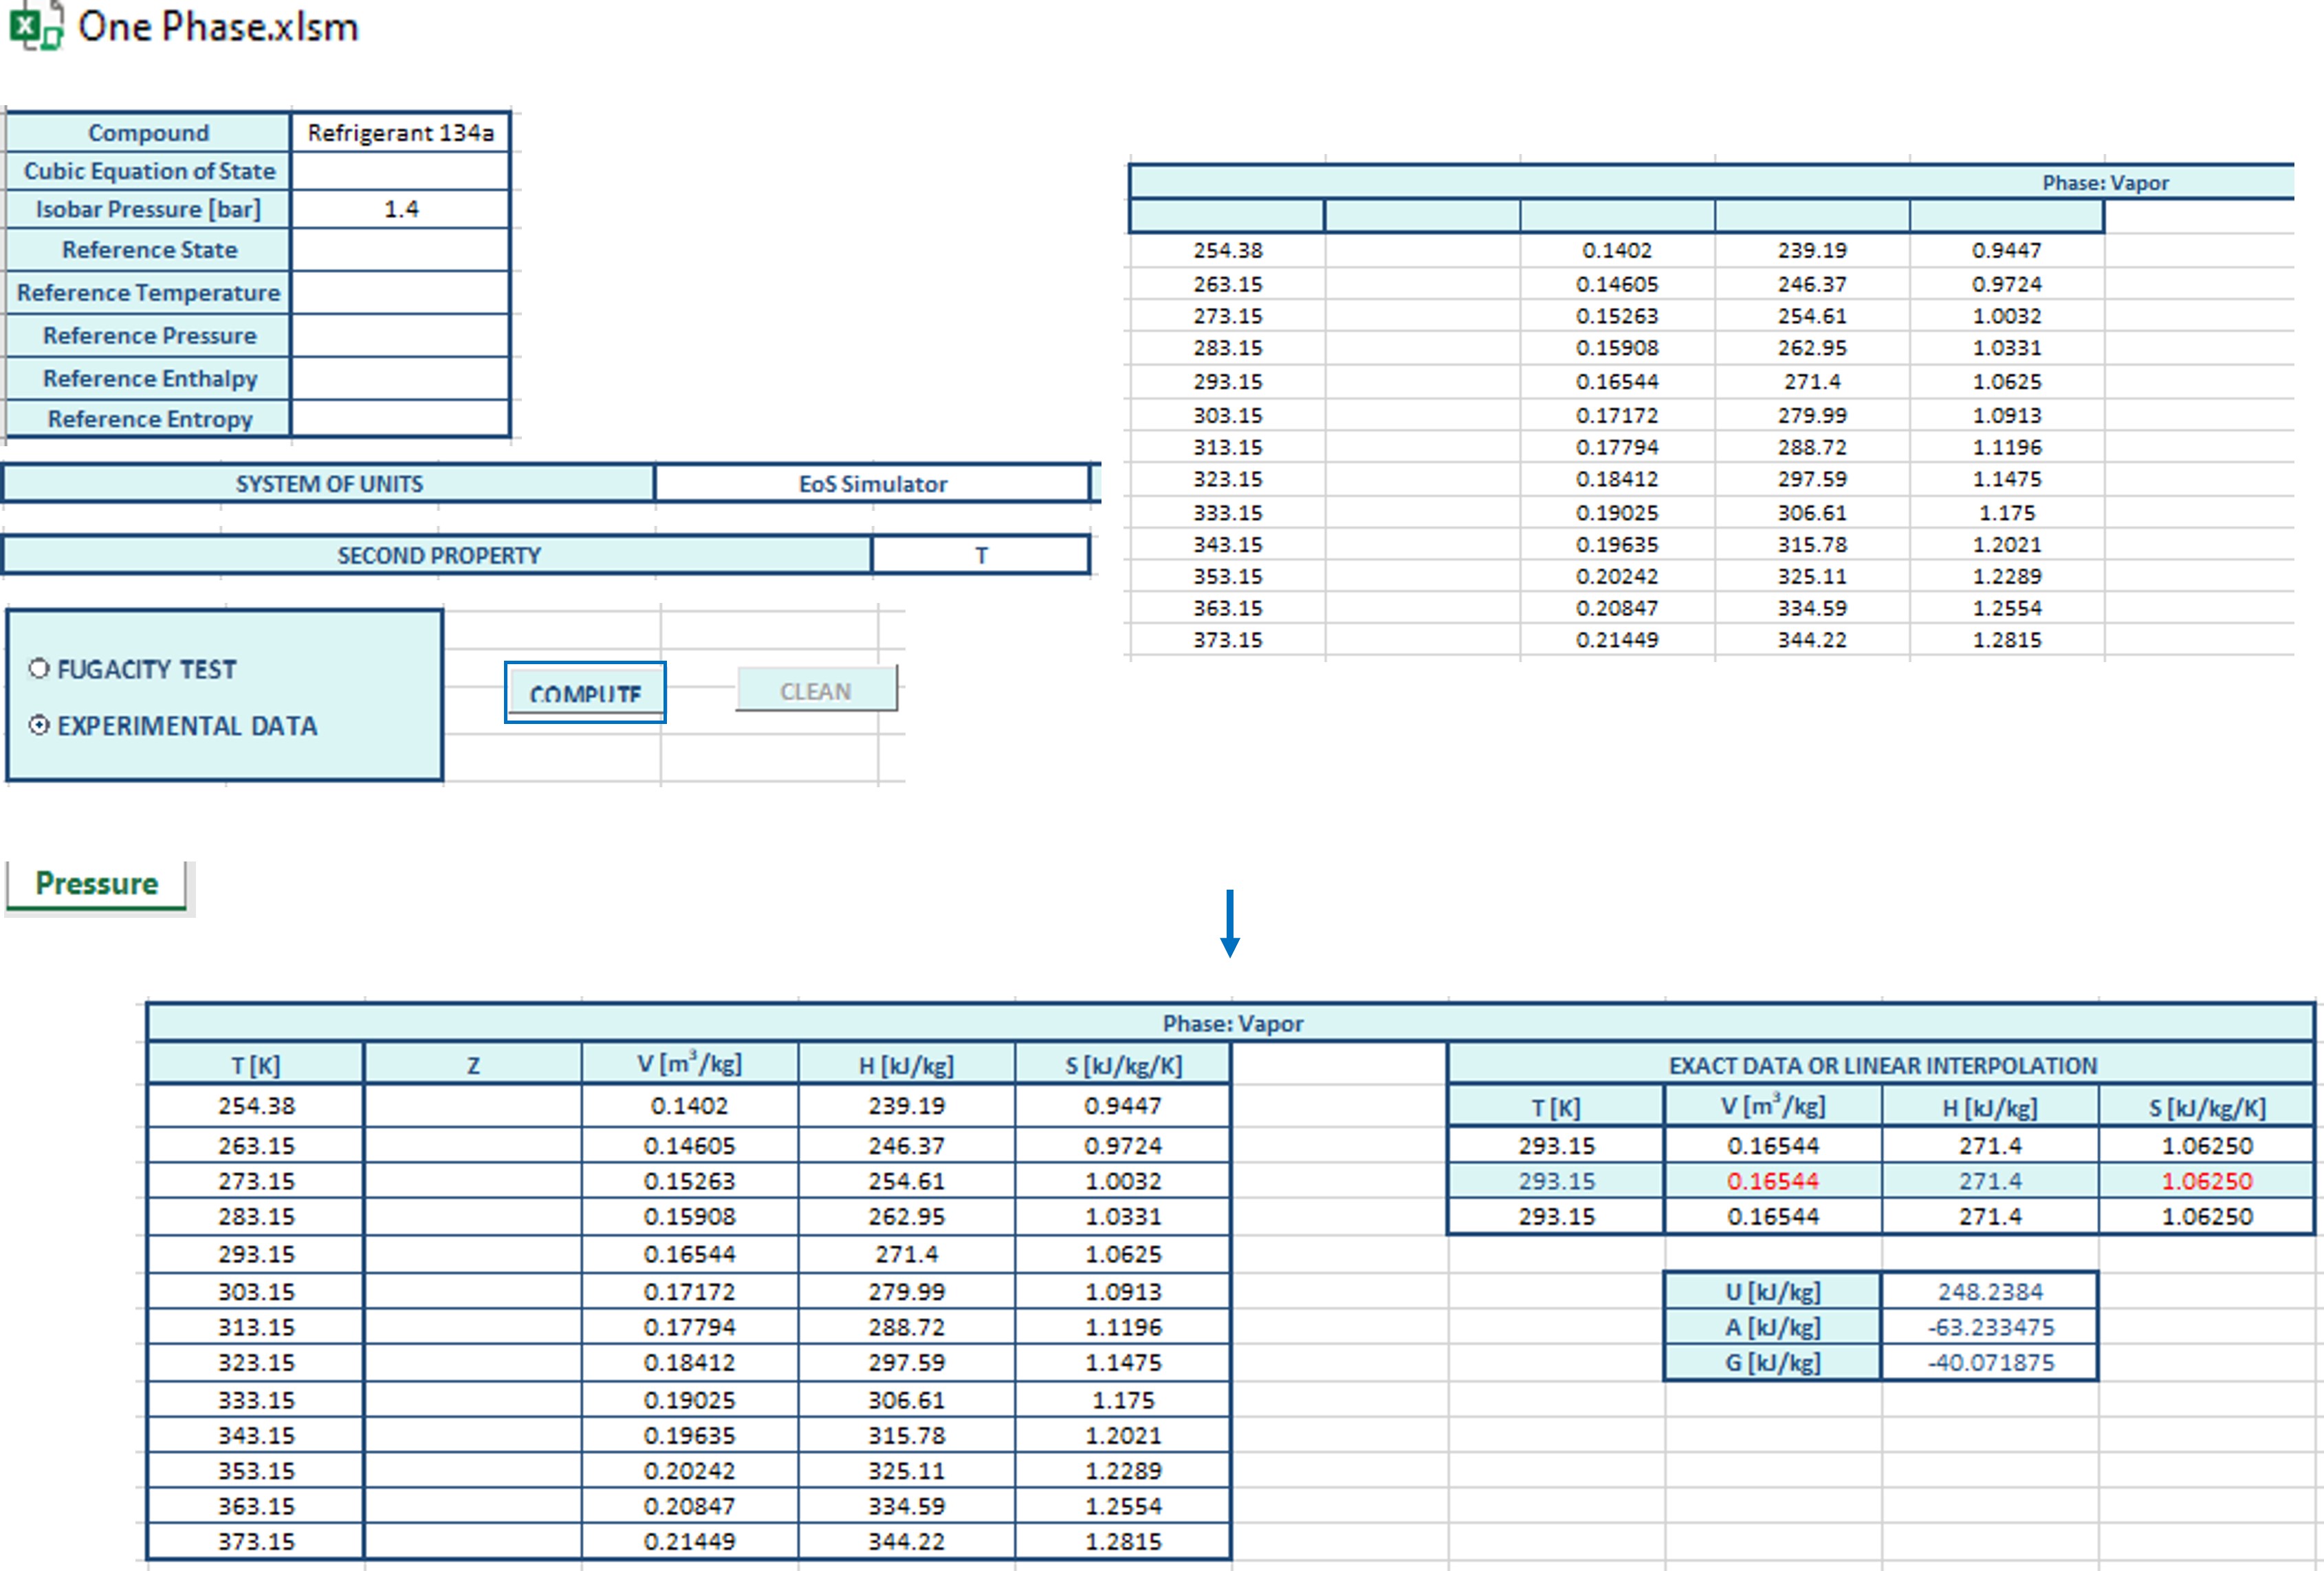 One Phase.xlsm
Compound Refrigerant 134a
Cubic Equation of State
Isobar Pressure [bar] 1.4
Reference State
Reference Temperature
Reference Pressure
Reference Enthalpy
Reference Entropy
SYSTEM OF UNITS EoS Simulator
SECOND PROPERTY T
FUGACITY TEST
EXPERIMENTAL DATA
COMPUTE CLEAN
Phase: Vapor
254.38 0.1402 239.19 0.9447
263.15 0.14605 246.37 0.9724
273.15 0.15263 254.61 1.0032
283.15 0.15908 262.95 1.0331
293.15 0.16544 271.4 1.0625
303.15 0.17172 279.99 1.0913
313.15 0.17794 288.72 1.1196
323.15 0.18412 297.59 1.1475
333.15 0.19025 306.61 1.175
343.15 0.19635 315.78 1.2021
353.15 0.20242 325.11 1.2289
363.15 0.20847 334.59 1.2554
373.15 0.21449 344.22 1.2815
Pressure
Phase: Vapor
T [K] Z V [m³/kg] H [kJ/kg] S [kJ/kg/K]
254.38 0.1402 239.19 0.9447
263.15 0.14605 246.37 0.9724
273.15 0.15263 254.61 1.0032
283.15 0.15908 262.95 1.0331
293.15 0.16544 271.4 1.0625
303.15 0.17172 279.99 1.0913
313.15 0.17794 288.72 1.1196
323.15 0.18412 297.59 1.1475
333.15 0.19025 306.61 1.175
343.15 0.19635 315.78 1.2021
353.15 0.20242 325.11 1.2289
363.15 0.20847 334.59 1.2554
373.15 0.21449 344.22 1.2815
EXACT DATA OR LINEAR INTERPOLATION
T [K] V [m³/kg] H [kJ/kg] S [kJ/kg/K]
293.15 0.16544 271.4 1.06250
293.15 0.16544 271.4 1.06250
293.15 0.16544 271.4 1.06250
U [kJ/kg] 248.2384
A [kJ/kg] -63.233475
G [kJ/kg] -40.071875